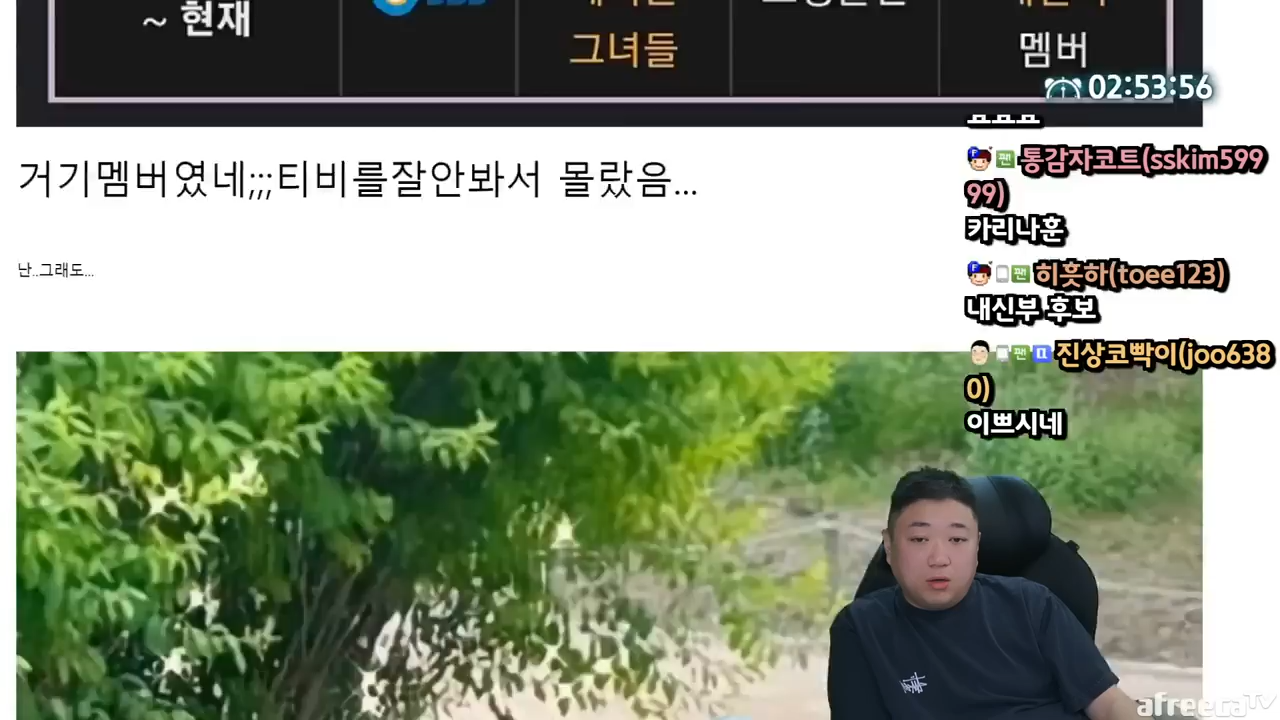 ~ 현재
그녀들
멤버
02:53:56
거기멤버였네;;;티비를잘안봐서 몰랐음...
난..그래도...
통감자코트(sskim599
99)
카리나훈
히흣하(toee123)
내신부 후보
진상코빡이(joo638
0)
이쁘시네
afreecaTV